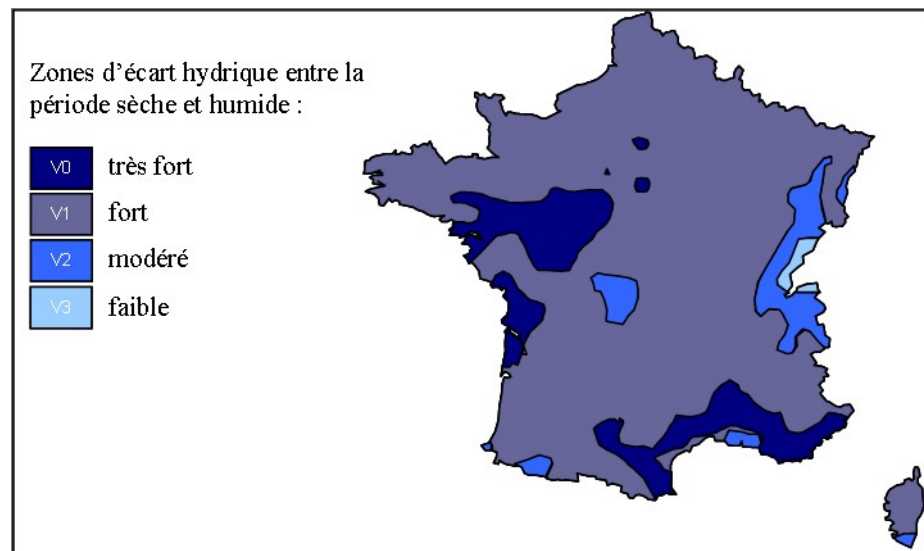 Zones d'écart hydrique entre la
période sèche et humide :
V0 très fort
V1 fort
V2 modéré
V3 faible